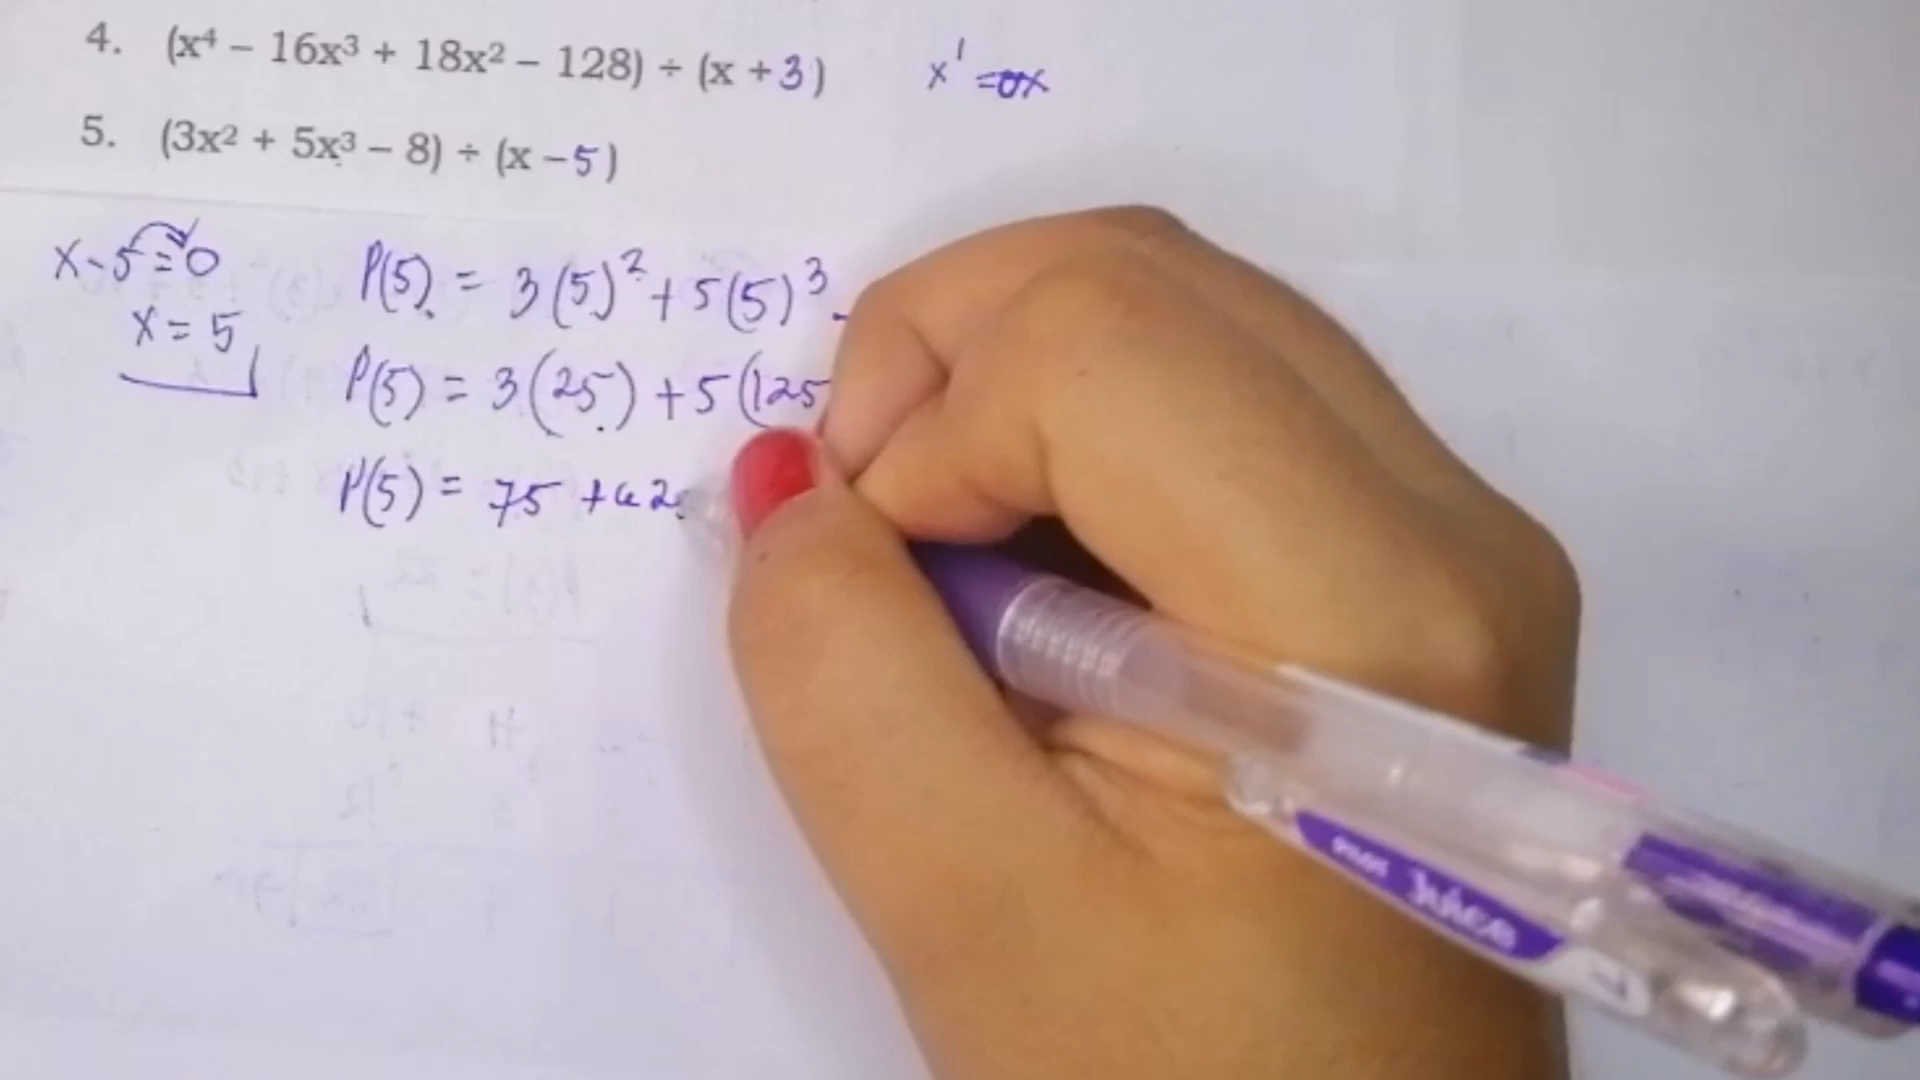 4. (x⁴ – 16x³ + 18x² – 128) ÷ (x + 3)
x¹ = 0x
5. (3x² + 5x³ – 8) ÷ (x – 5)
x - 5 = 0
x = 5
P(5) = 3(5)² + 5(5)³ -
P(5) = 3(25) + 5(125
P(5) = 75 + 625